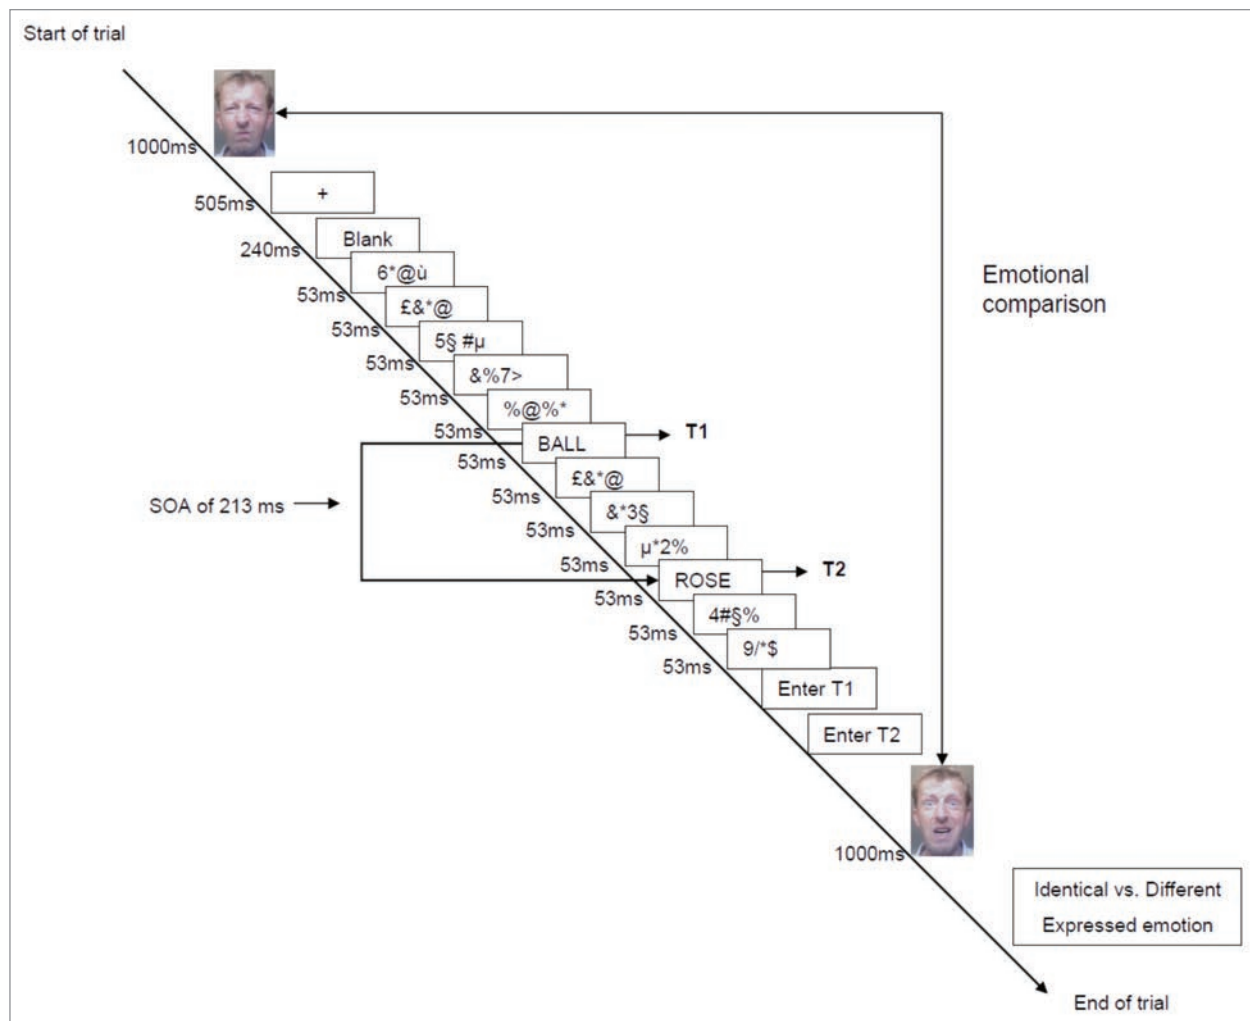 Start of trial
1000ms
+
505ms
Blank
240ms
6*@ù
53ms
£&*@
53ms
5§ #µ
53ms
&%7>
53ms
%@%*
53ms
BALL
T1
53ms
£&*@
53ms
&*3§
53ms
µ*2%
53ms
ROSE
T2
53ms
4#§%
53ms
9/*$
53ms
SOA of 213 ms
Emotional
comparison
Enter T1
Enter T2
1000ms
Identical vs. Different
Expressed emotion
End of trial